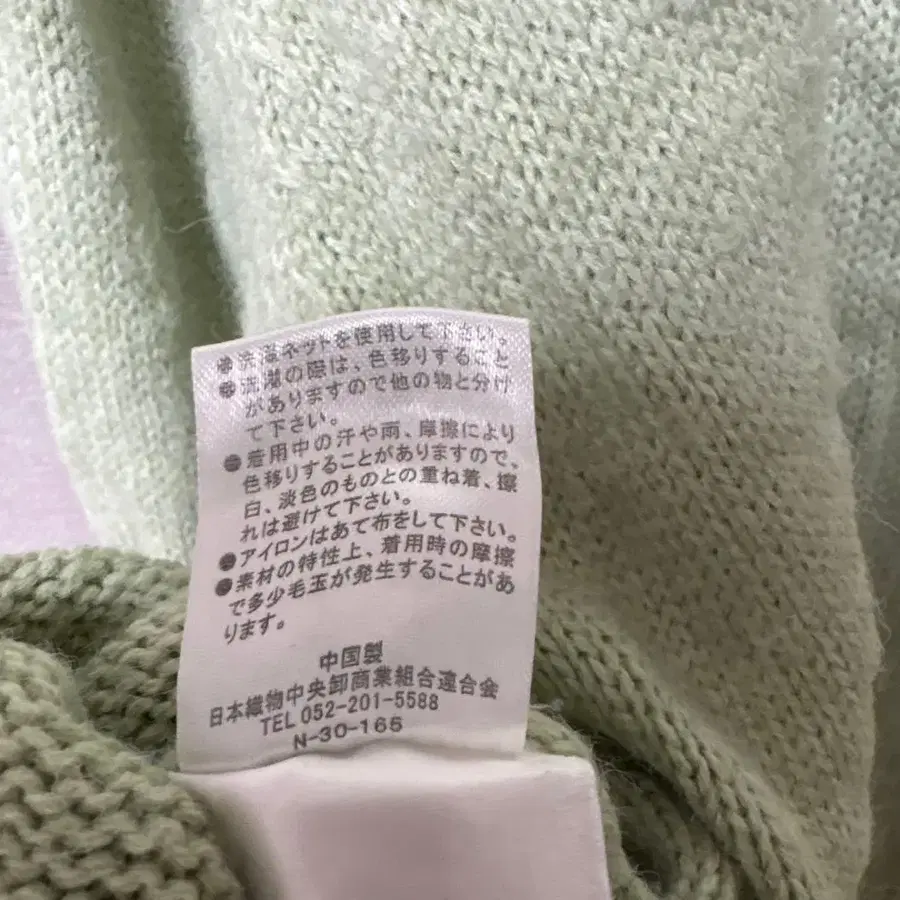 ●洗濯ネットを使用して下さい。
●洗濯の際は、色移りすること
がありますので他の物と分け
て下さい。
●着用中の汗や雨、摩擦により
色移りすることがありますので、
白、淡色のものとの重ね着、擦
れは避けて下さい。
●アイロンはあて布をして下さい。
●素材の特性上、着用時の摩擦
で多少毛玉が発生することがあ
ります。
中国製
日本織物中央卸商業組合連合会
TEL 052-201-5588
N-30-165